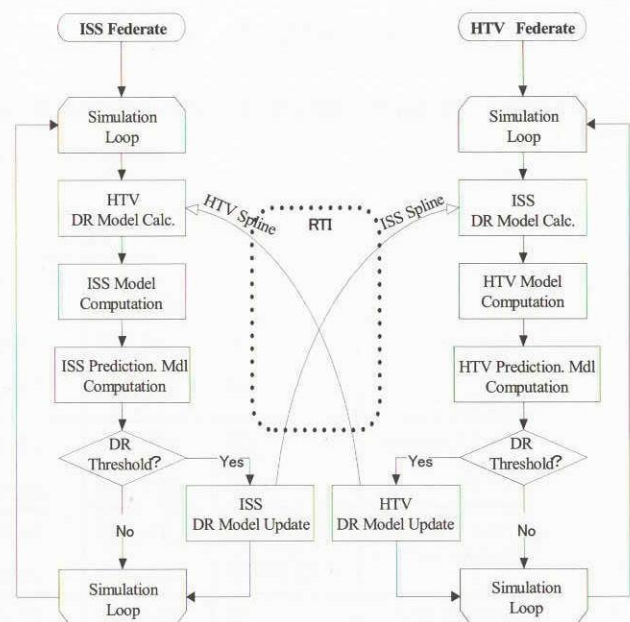 ISS Federate
Simulation
Loop
HTV
DR Model Calc.
ISS Model
Computation
ISS Prediction. Mdl
Computation
DR
Threshold?
Yes
No
ISS
DR Model Update
Simulation
Loop
HTV Spline
RTI
ISS Spline
HTV Federate
Simulation
Loop
ISS
DR Model Calc.
HTV Model
Computation
HTV Prediction. Mdl
Computation
DR
Threshold?
Yes
No
HTV
DR Model Update
Simulation
Loop